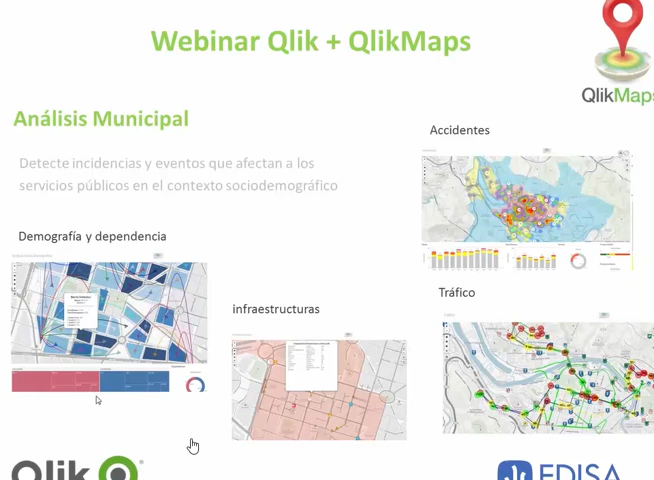 Webinar Qlik + QlikMaps
QlikMaps
Análisis Municipal
Accidentes
Detecte incidencias y eventos que afectan a los
servicios públicos en el contexto sociodemográfico
Demografía y dependencia
Tráfico
infraestructuras
Qlik
EDISA